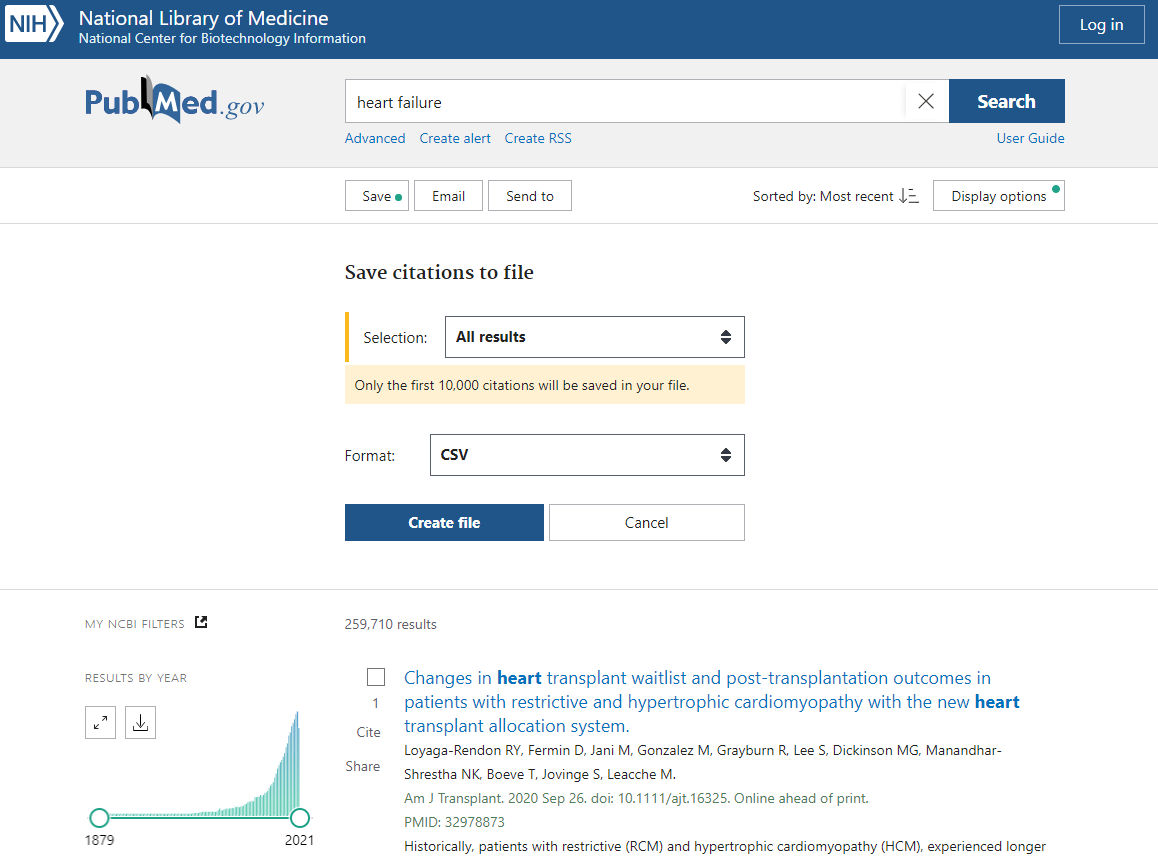 NIH
National Library of Medicine
National Center for Biotechnology Information
Log in
PubMed.gov
heart failure
Search
Advanced Create alert Create RSS
User Guide
Save
Email
Send to
Sorted by: Most recent
Display options
Save citations to file
Selection:
All results
Only the first 10,000 citations will be saved in your file.
Format:
CSV
Create file
Cancel
MY NCBI FILTERS
259,710 results
RESULTS BY YEAR
1879
2021
1
Cite
Share
Changes in heart transplant waitlist and post-transplantation outcomes in
patients with restrictive and hypertrophic cardiomyopathy with the new heart
transplant allocation system.
Loyaga-Rendon RY, Fermin D, Jani M, Gonzalez M, Grayburn R, Lee S, Dickinson MG, Manandhar-
Shrestha NK, Boeve T, Jovinge S, Leacche M.
Am J Transplant. 2020 Sep 26. doi: 10.1111/ajt.16325. Online ahead of print.
PMID: 32978873
Historically, patients with restrictive (RCM) and hypertrophic cardiomyopathy (HCM), experienced longer